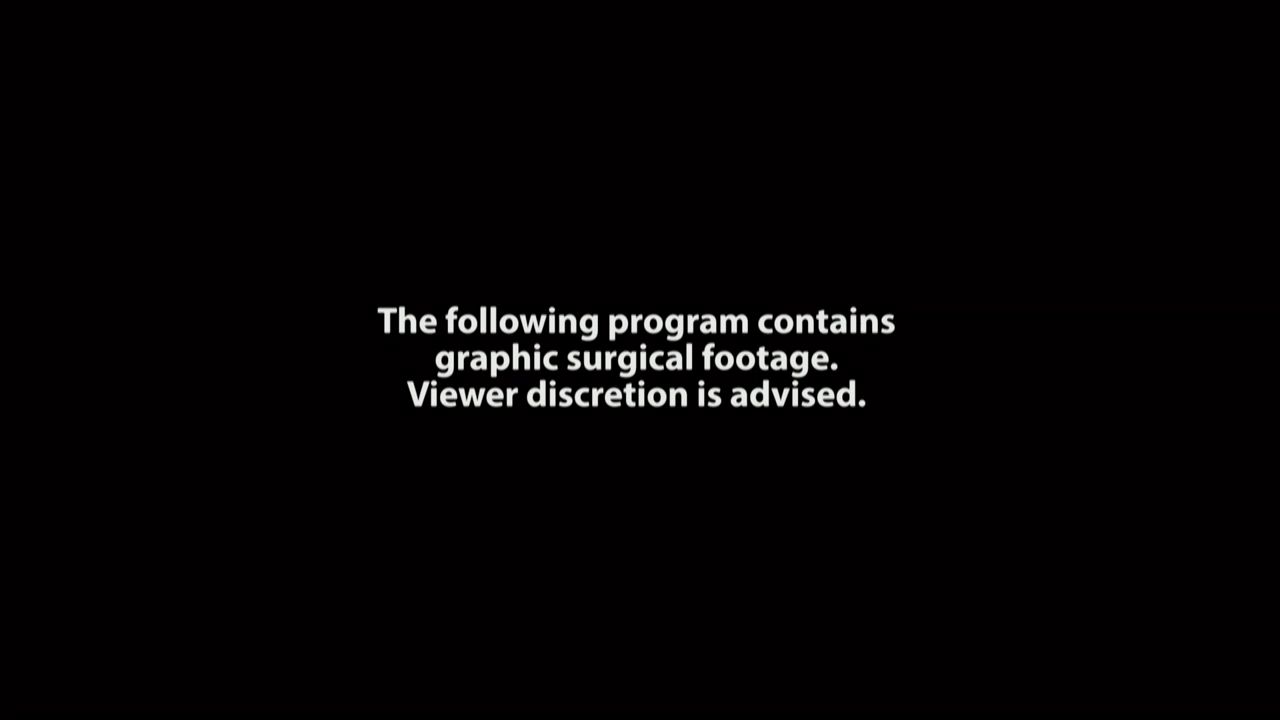 The following program contains
graphic surgical footage.
Viewer discretion is advised.